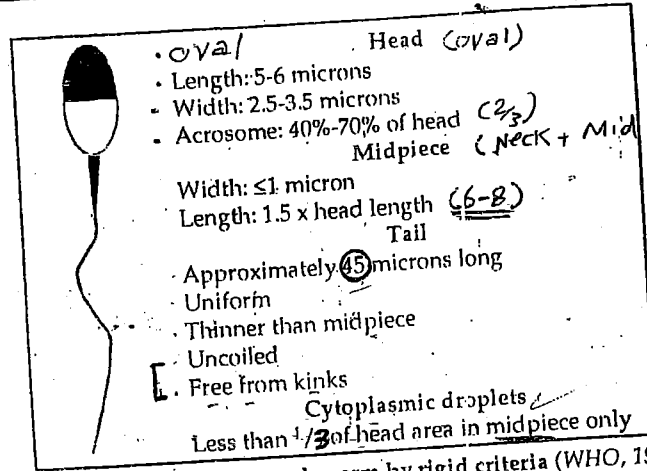 • oval Head (oval)
• Length: 5-6 microns
• Width: 2.5-3.5 microns
• Acrosome: 40%-70% of head (2/3)
Midpiece (Neck + Mid
Width: ≤1 micron
Length: 1.5 x head length (6-8)
Tail
• Approximately 45 microns long
• Uniform
• Thinner than midpiece
• Uncoiled
[ • Free from kinks
Cytoplasmic droplets
Less than 1/3 of head area in midpiece only
by rigid criteria (WHO, 19